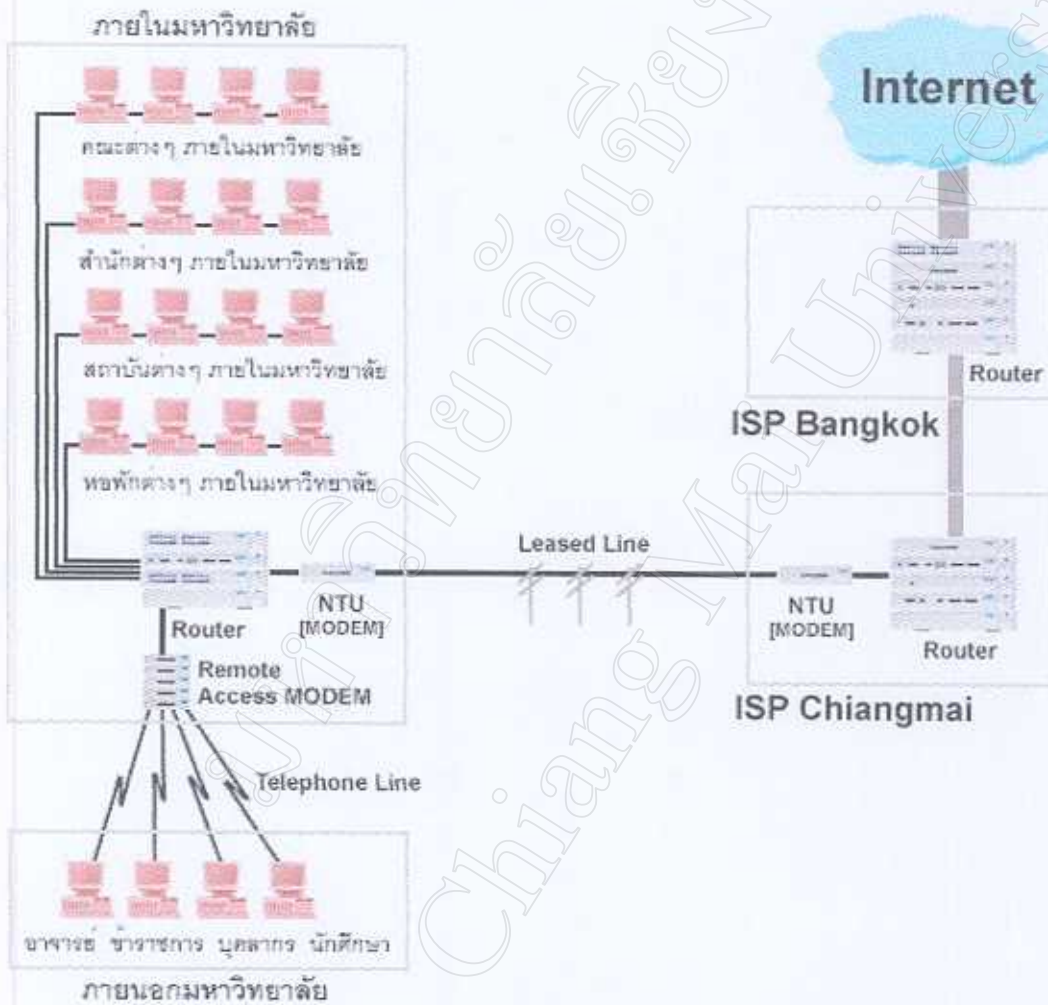 ภายในมหาวิทยาลัย
คณะต่างๆ ภายในมหาวิทยาลัย
สำนักต่างๆ ภายในมหาวิทยาลัย
สถาบันต่างๆ ภายในมหาวิทยาลัย
หอพักต่างๆ ภายในมหาวิทยาลัย
Router
NTU
[MODEM]
Remote
Access MODEM
Telephone Line
อาจารย์ ข้าราชการ บุคลากร นักศึกษา
ภายนอกมหาวิทยาลัย
Leased Line
Internet
Router
ISP Bangkok
NTU
[MODEM]
Router
ISP Chiangmai
Chiang Mai Univers